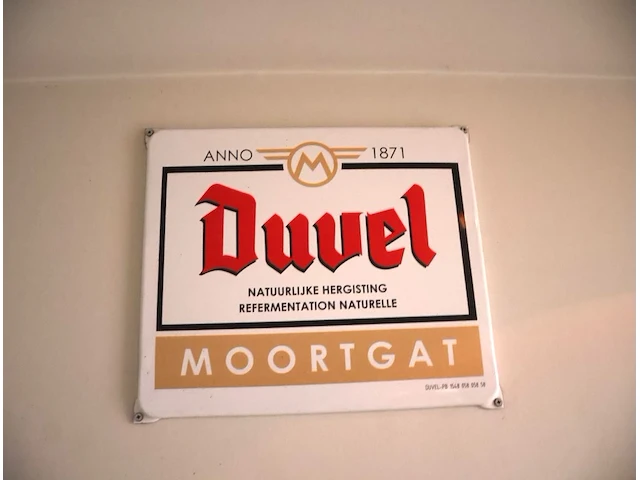 ANNO M 1871
Duvel
NATUURLIJKE HERGISTING
REFERMENTATION NATURELLE
MOORTGAT